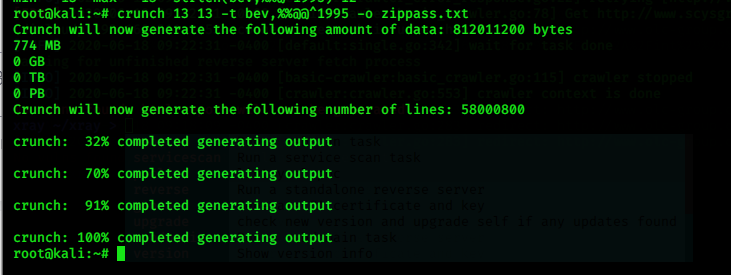 root@kali:~# crunch 13 13 -t bev,%%@@^1995 -o zippass.txt
Crunch will now generate the following amount of data: 812011200 bytes
774 MB
0 GB
0 TB
0 PB
Crunch will now generate the following number of lines: 58000800
crunch:  32% completed generating output
crunch:  70% completed generating output
crunch:  91% completed generating output
crunch: 100% completed generating output
root@kali:~#